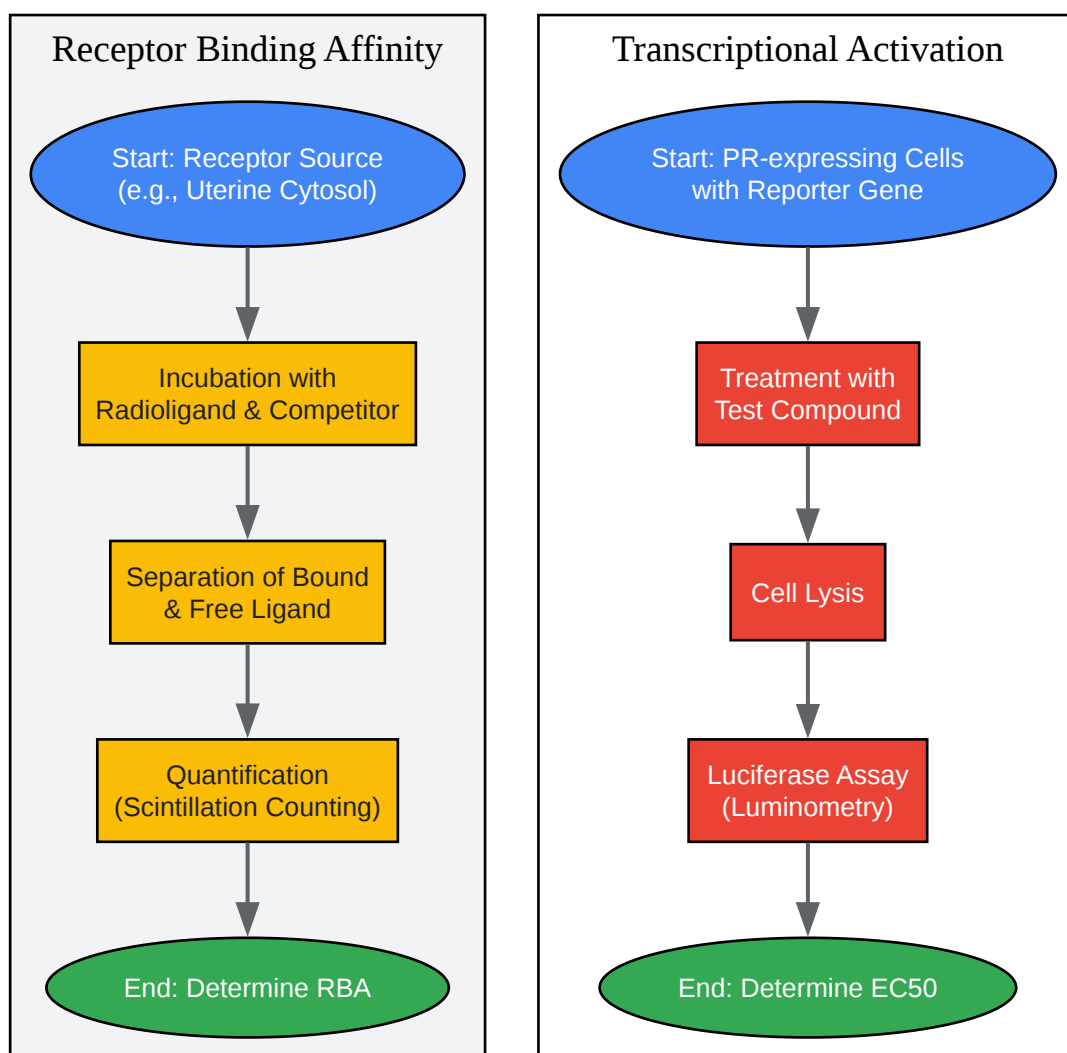 Receptor Binding Affinity
Start: Receptor Source
(e.g., Uterine Cytosol)
Incubation with
Radioligand & Competitor
Separation of Bound
& Free Ligand
Quantification
(Scintillation Counting)
End: Determine RBA
Transcriptional Activation
Start: PR-expressing Cells
with Reporter Gene
Treatment with
Test Compound
Cell Lysis
Luciferase Assay
(Luminometry)
End: Determine EC50